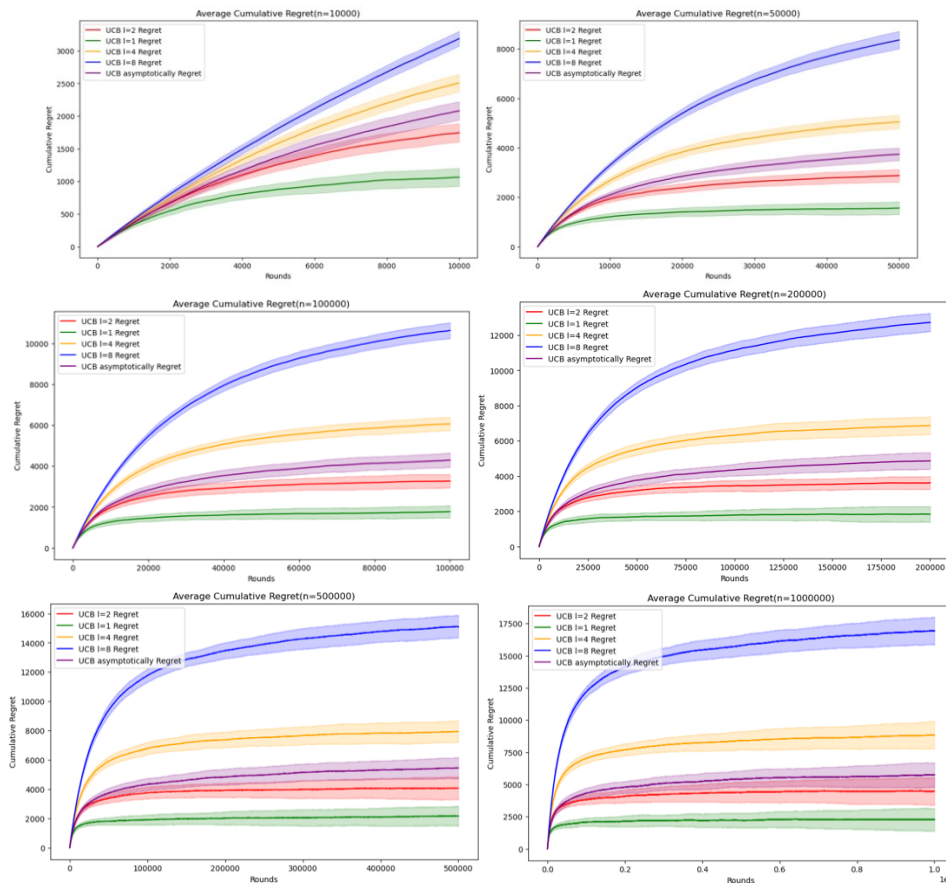 Average Cumulative Regret(n=10000)
UCB l=2 Regret
UCB l=1 Regret
UCB l=4 Regret
UCB l=8 Regret
UCB asymptotically Regret
Cumulative Regret
3000
2500
2000
1500
1000
500
0
0 2000 4000 6000 8000 10000
Rounds
Average Cumulative Regret(n=50000)
UCB l=2 Regret
UCB l=1 Regret
UCB l=4 Regret
UCB l=8 Regret
UCB asymptotically Regret
Cumulative Regret
8000
6000
4000
2000
0
0 10000 20000 30000 40000 50000
Rounds
Average Cumulative Regret(n=100000)
UCB l=2 Regret
UCB l=1 Regret
UCB l=4 Regret
UCB l=8 Regret
UCB asymptotically Regret
Cumulative Regret
10000
8000
6000
4000
2000
0
0 20000 40000 60000 80000 100000
Rounds
Average Cumulative Regret(n=200000)
UCB l=2 Regret
UCB l=1 Regret
UCB l=4 Regret
UCB l=8 Regret
UCB asymptotically Regret
Cumulative Regret
12000
10000
8000
6000
4000
2000
0
0 25000 50000 75000 100000 125000 150000 175000 200000
Rounds
Average Cumulative Regret(n=500000)
UCB l=2 Regret
UCB l=1 Regret
UCB l=4 Regret
UCB l=8 Regret
UCB asymptotically Regret
Cumulative Regret
16000
14000
12000
10000
8000
6000
4000
2000
0
0 100000 200000 300000 400000 500000
Rounds
Average Cumulative Regret(n=1000000)
UCB l=2 Regret
UCB l=1 Regret
UCB l=4 Regret
UCB l=8 Regret
UCB asymptotically Regret
Cumulative Regret
17500
15000
12500
10000
7500
5000
2500
0
0.0 0.2 0.4 0.6 0.8 1.0
Rounds